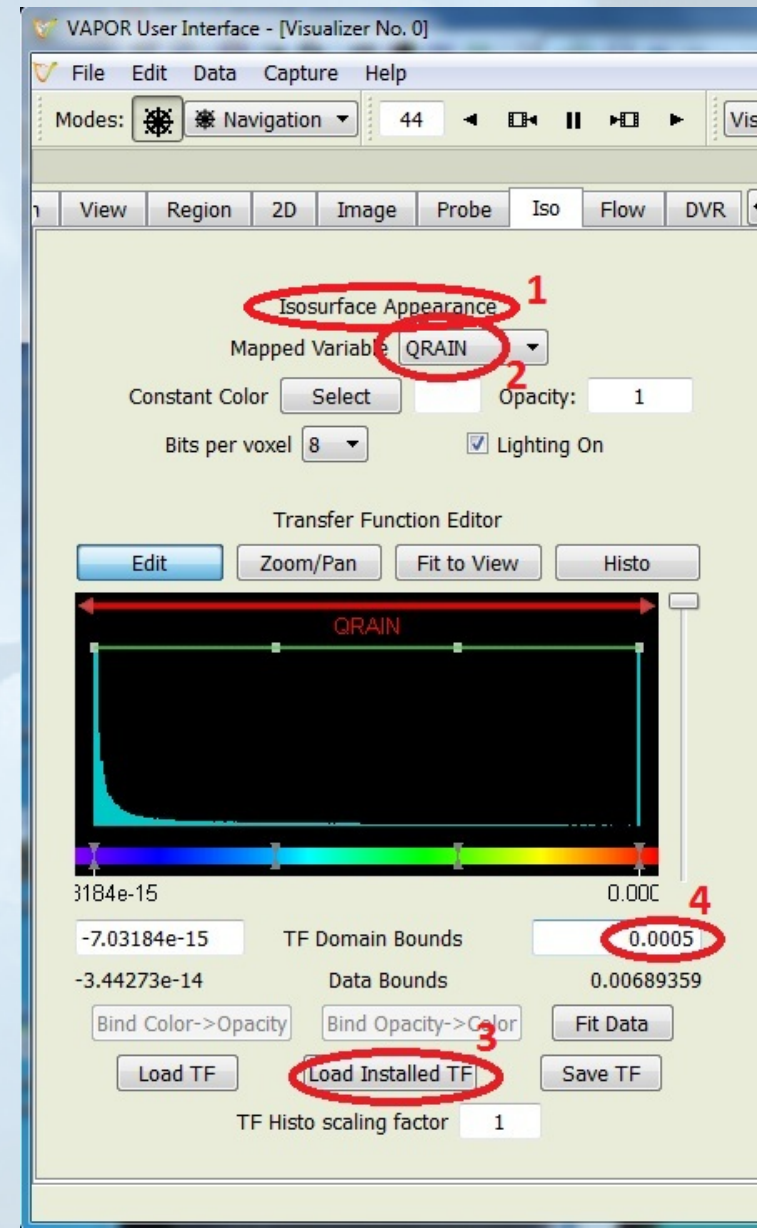 VAPOR User Interface - [Visualizer No. 0]
File Edit Data Capture Help
Modes: Navigation 44 Vis
n View Region 2D Image Probe Iso Flow DVR
Isosurface Appearance 1
Mapped Variable QRAIN
2
Constant Color Select Opacity: 1
Bits per voxel 8 Lighting On
Transfer Function Editor
Edit Zoom/Pan Fit to View Histo
QRAIN
3184e-15 0.000
4
-7.03184e-15 TF Domain Bounds 0.0005
-3.44273e-14 Data Bounds 0.00689359
Bind Color->Opacity Bind Opacity->Color Fit Data
3
Load TF Load Installed TF Save TF
TF Histo scaling factor 1